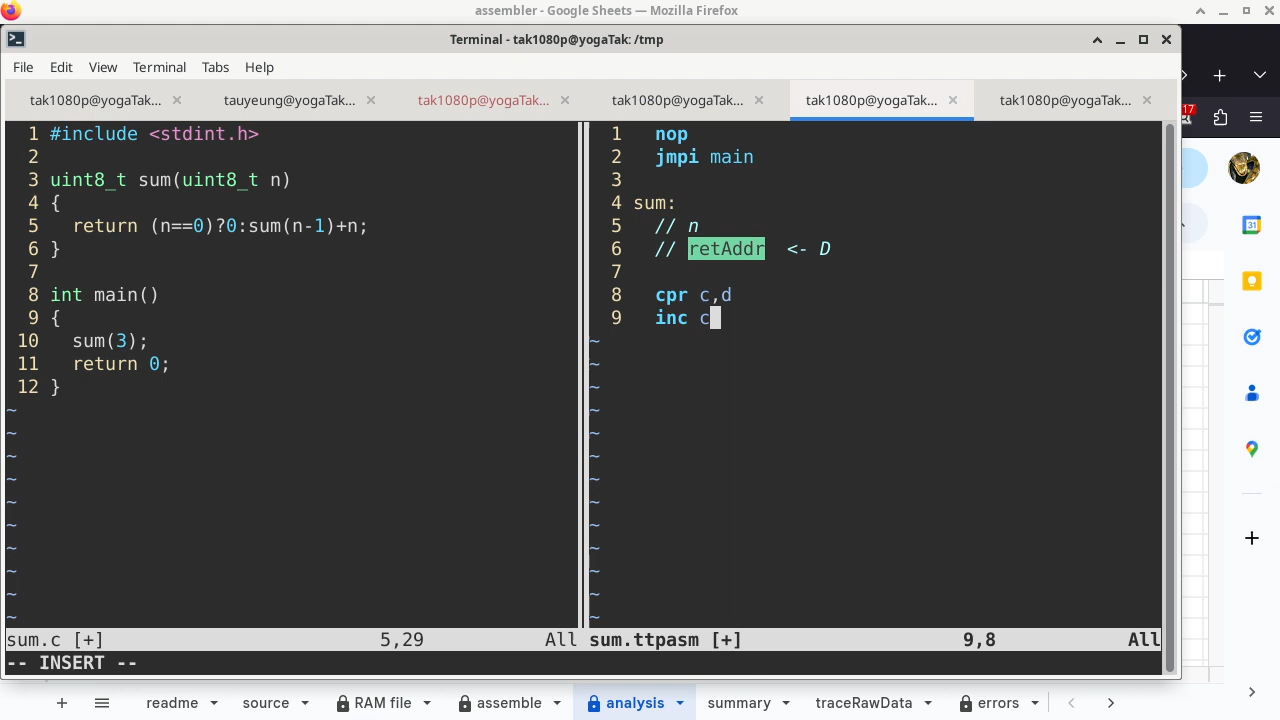 assembler - Google Sheets — Mozilla Firefox
Terminal - tak1080p@yogaTak: /tmp
File Edit View Terminal Tabs Help
tak1080p@yogaTak… tauyeung@yogaTak… tak1080p@yogaTak… tak1080p@yogaTak… tak1080p@yogaTak… tak1080p@yogaTak…
17
31
1 #include <stdint.h>
2
3 uint8_t sum(uint8_t n)
4 {
5   return (n==0)?0:sum(n-1)+n;
6 }
7
8 int main()
9 {
10   sum(3);
11   return 0;
12 }
~
~
~
~
~
~
~
~
~
~
sum.c [+] 5,29 All
1   nop
2   jmpi main
3
4 sum:
5   // n
6   // retAddr  <- D
7
8   cpr c,d
9   inc c
~
~
~
~
~
~
~
~
~
~
~
~
~
sum.ttpasm [+] 9,8 All
-- INSERT --
readme source RAM file assemble analysis summary traceRawData errors